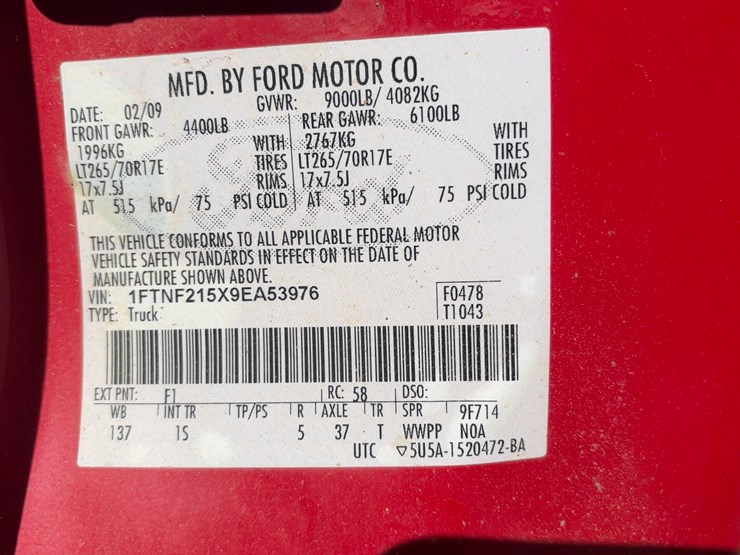 MFD. BY FORD MOTOR CO.
DATE: 02/09 GVWR: 9000LB/ 4082KG
FRONT GAWR: 4400LB REAR GAWR: 6100LB
1996KG WITH 2767KG WITH
LT265/70R17E TIRES LT265/70R17E TIRES
17x7.5J RIMS 17x7.5J RIMS
AT 515 kPa/ 75 PSI COLD AT 515 kPa/ 75 PSI COLD
THIS VEHICLE CONFORMS TO ALL APPLICABLE FEDERAL MOTOR
VEHICLE SAFETY STANDARDS IN EFFECT ON THE DATE OF
MANUFACTURE SHOWN ABOVE.
VIN: 1FTNF215X9EA53976 F0478
TYPE: Truck T1043
EXT PNT: F1 RC: 58 DSO:
WB INT TR TP/PS R AXLE TR SPR 9F714
137 1S 5 37 T WWPP NOA
UTC ▽5U5A-1520472-BA